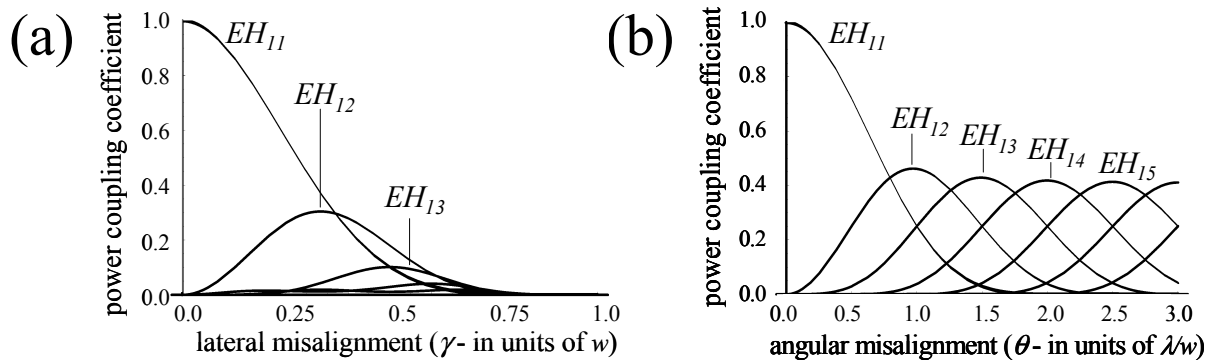 (a)
power coupling coefficient
1.0
0.8
0.6
0.4
0.2
0.0
EH11
EH12
EH13
0.0
0.25
0.5
0.75
1.0
lateral misalignment (γ - in units of w)
(b)
power coupling coefficient
1.0
0.8
0.6
0.4
0.2
0.0
EH11
EH12
EH13
EH14
EH15
0.0
0.5
1.0
1.5
2.0
2.5
3.0
angular misalignment (θ - in units of λ/w)